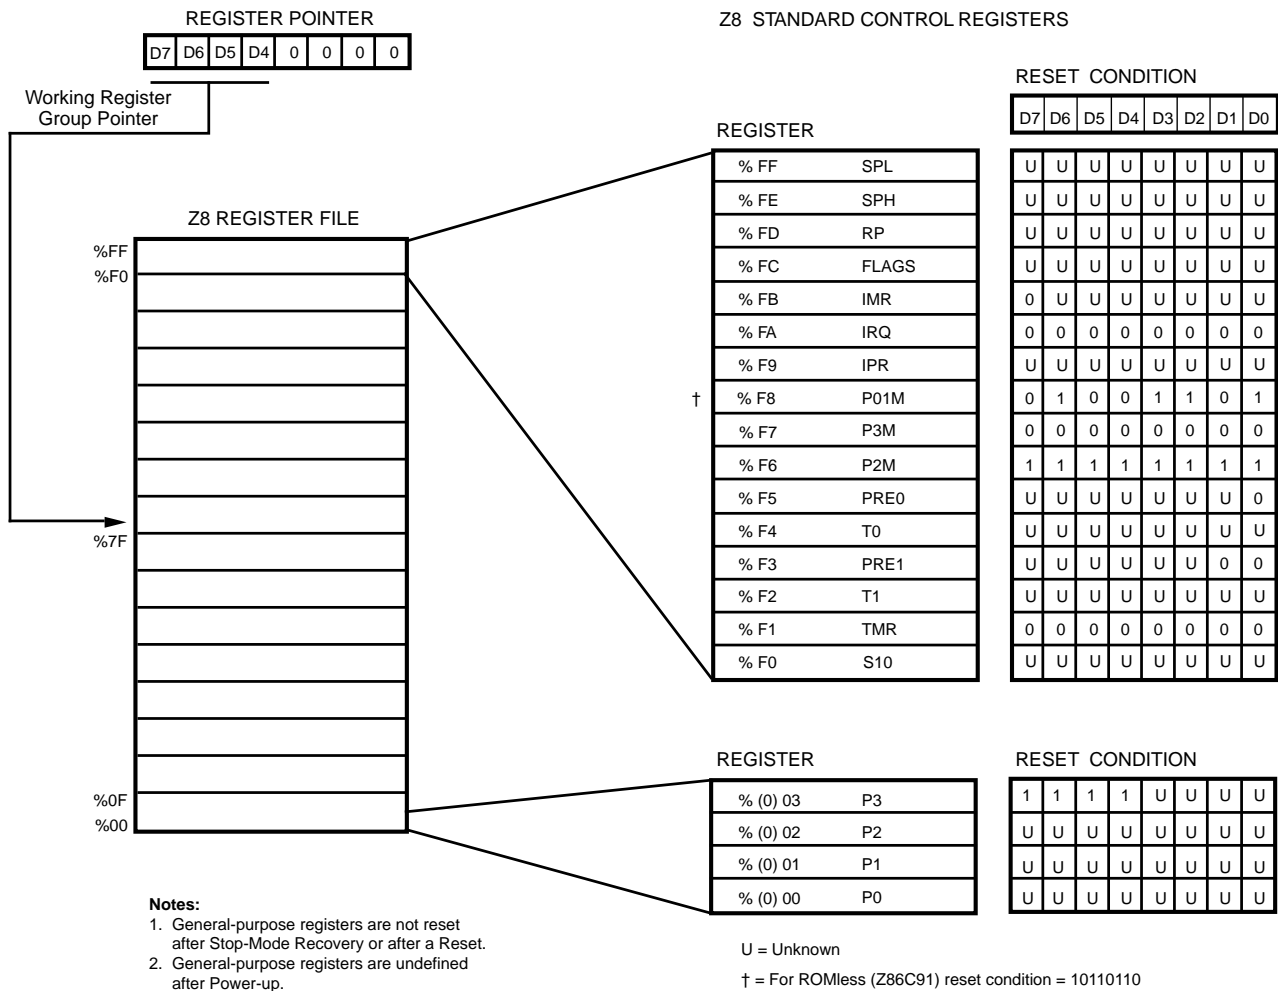 REGISTER POINTER
D7 D6 D5 D4 0 0 0 0
Working Register
Group Pointer
Z8 REGISTER FILE
%FF
%F0
%7F
%0F
%00
Notes:
1. General-purpose registers are not reset
after Stop-Mode Recovery or after a Reset.
2. General-purpose registers are undefined
after Power-up.
Z8 STANDARD CONTROL REGISTERS
RESET CONDITION
D7 D6 D5 D4 D3 D2 D1 D0
REGISTER
% FF SPL U U U U U U U U
% FE SPH U U U U U U U U
% FD RP U U U U U U U U
% FC FLAGS U U U U U U U U
% FB IMR 0 U U U U U U U
% FA IRQ 0 0 0 0 0 0 0 0
% F9 IPR U U U U U U U U
† % F8 P01M 0 1 0 0 1 1 0 1
% F7 P3M 0 0 0 0 0 0 0 0
% F6 P2M 1 1 1 1 1 1 1 1
% F5 PRE0 U U U U U U U 0
% F4 T0 U U U U U U U U
% F3 PRE1 U U U U U U 0 0
% F2 T1 U U U U U U U U
% F1 TMR 0 0 0 0 0 0 0 0
% F0 S10 U U U U U U U U
REGISTER RESET CONDITION
% (0) 03 P3 1 1 1 1 U U U U
% (0) 02 P2 U U U U U U U U
% (0) 01 P1 U U U U U U U U
% (0) 00 P0 U U U U U U U U
U = Unknown
† = For ROMless (Z86C91) reset condition = 10110110